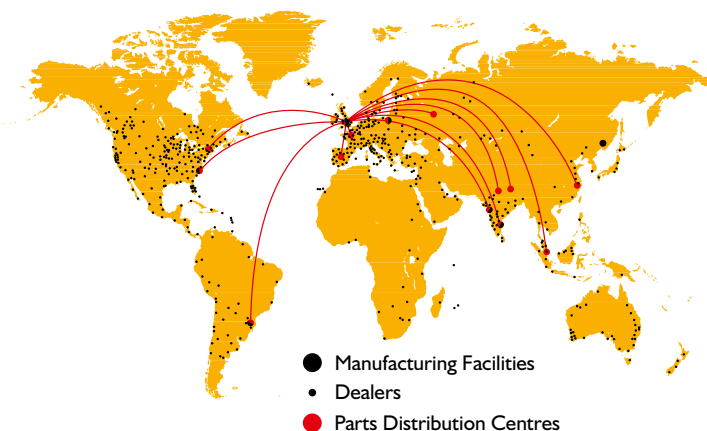 Manufacturing Facilities
Dealers
Parts Distribution Centres